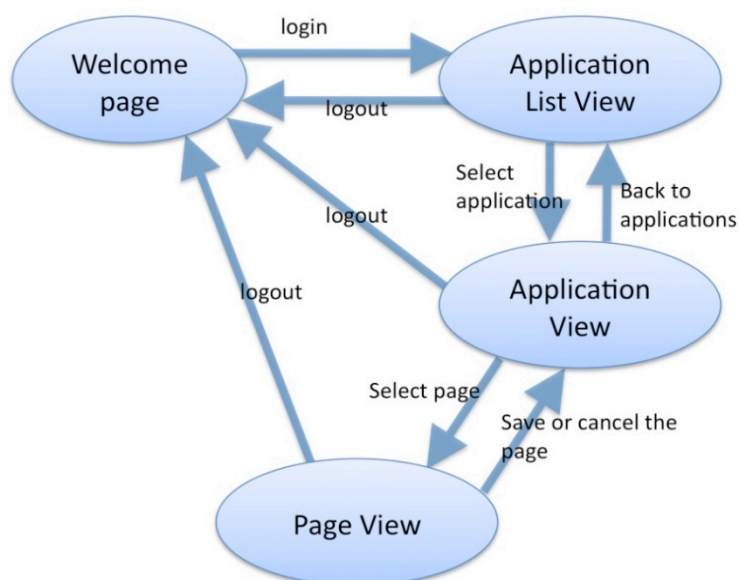 login
Welcome
page
Application
List View
logout
Select
application
Back to
applications
logout
logout
Application
View
Select page
Save or cancel the
page
Page View